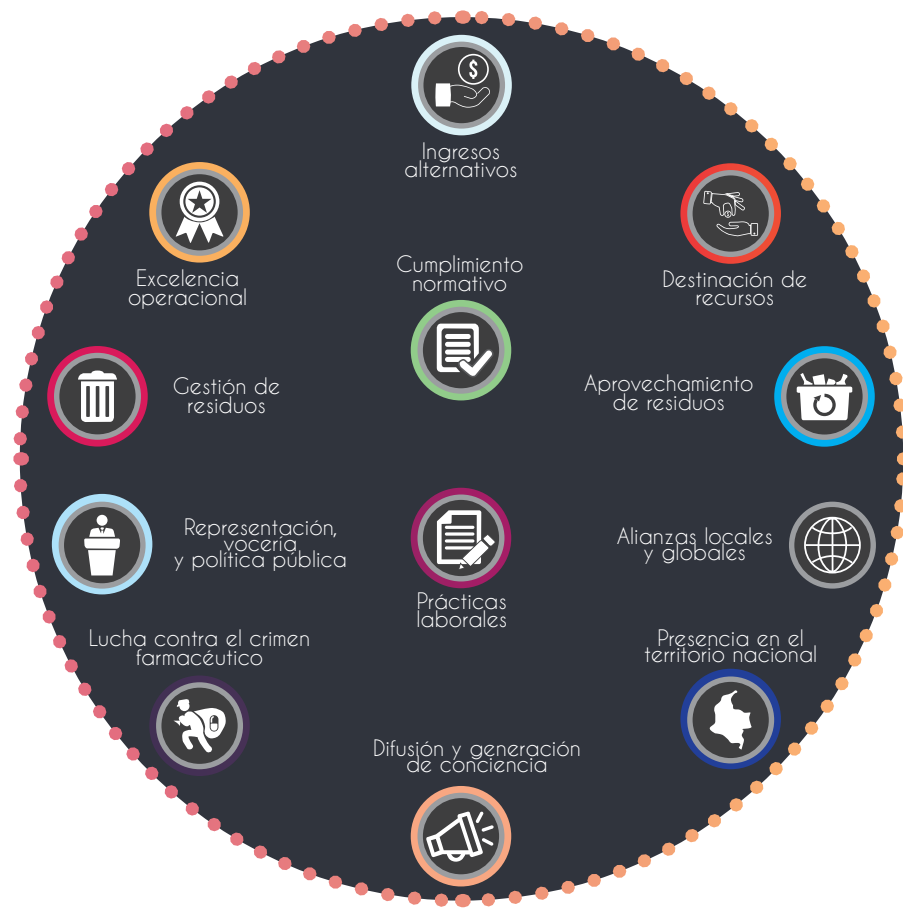 Ingresos
alternativos
Excelencia
operacional
Cumplimiento
normativo
Destinación de
recursos
Gestión de
residuos
Aprovechamiento
de residuos
Representación,
vocería
y política pública
Prácticas
laborales
Alianzas locales
y globales
Lucha contra el crimen
farmacéutico
Presencia en el
territorio nacional
Difusión y generación
de conciencia